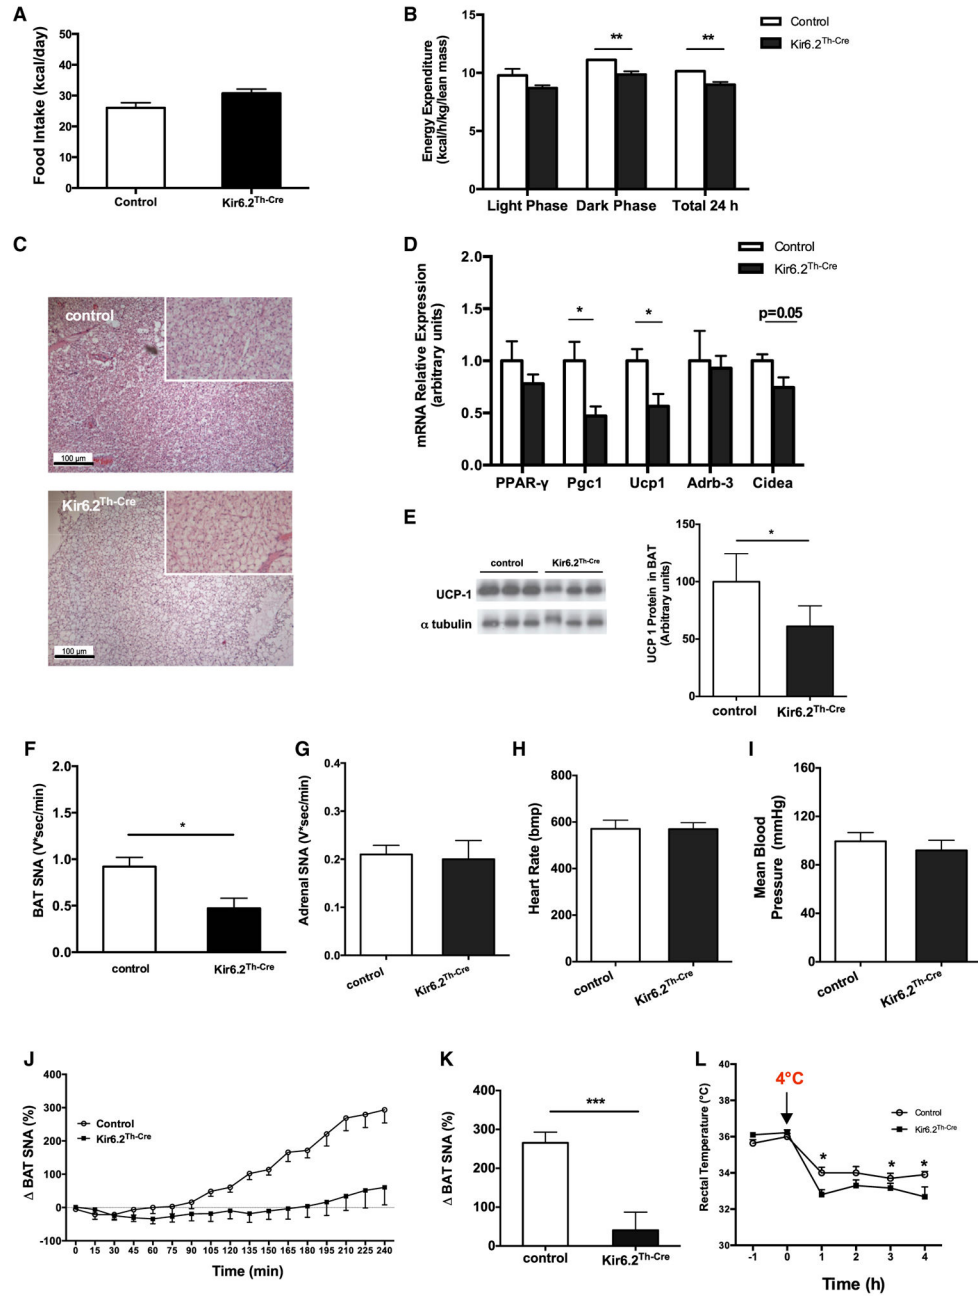 A
Food Intake (kcal/day)
50
40
30
20
10
0
Control
Kir6.2Th-Cre
B
Control
Kir6.2Th-Cre
Energy Expenditure
(kcal/h/kg/lean mass)
15
10
5
0
**
**
Light Phase
Dark Phase
Total 24 h
C
control
100 µm
Kir6.2Th-Cre
100 µm
D
Control
Kir6.2Th-Cre
mRNA Relative Expression
(arbitrary units)
2.0
1.5
1.0
0.5
0.0
*
*
p=0.05
PPAR-γ
Pgc1
Ucp1
Adrb-3
Cidea
E
control
Kir6.2Th-Cre
UCP-1
α tubulin
UCP 1 Protein in BAT
(Arbitrary units)
150
100
50
0
*
control
Kir6.2Th-Cre
F
BAT SNA (V*sec/min)
2.0
1.5
1.0
0.5
0.0
*
control
Kir6.2Th-Cre
G
Adrenal SNA (V*sec/min)
0.4
0.3
0.2
0.1
0.0
control
Kir6.2Th-Cre
H
Heart Rate (bmp)
800
600
400
200
0
control
Kir6.2Th-Cre
I
Mean Blood
Pressure (mmHg)
160
120
80
40
0
control
Kir6.2Th-Cre
J
Δ BAT SNA (%)
400
300
200
100
0
-100
Control
Kir6.2Th-Cre
0 15 30 45 60 75 90 105 120 135 150 165 180 195 210 225 240
Time (min)
K
Δ BAT SNA (%)
400
300
200
100
0
***
control
Kir6.2Th-Cre
L
Rectal Temperature (°C)
40
38
36
34
32
4°C
Control
Kir6.2Th-Cre
*
*
*
-1 0 1 2 3 4
Time (h)